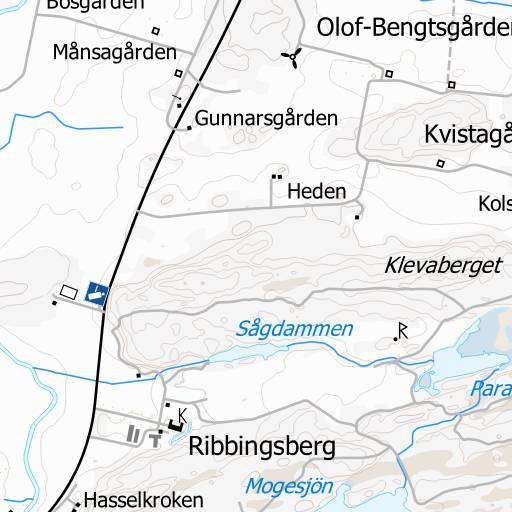 Bosgården
Olof-Bengtsgården
Månsagården
Gunnarsgården
Kvistagå
Heden
Kols
Klevaberget
Sågdammen
Para
Ribbingsberg
Mogesjön
Hasselkroken